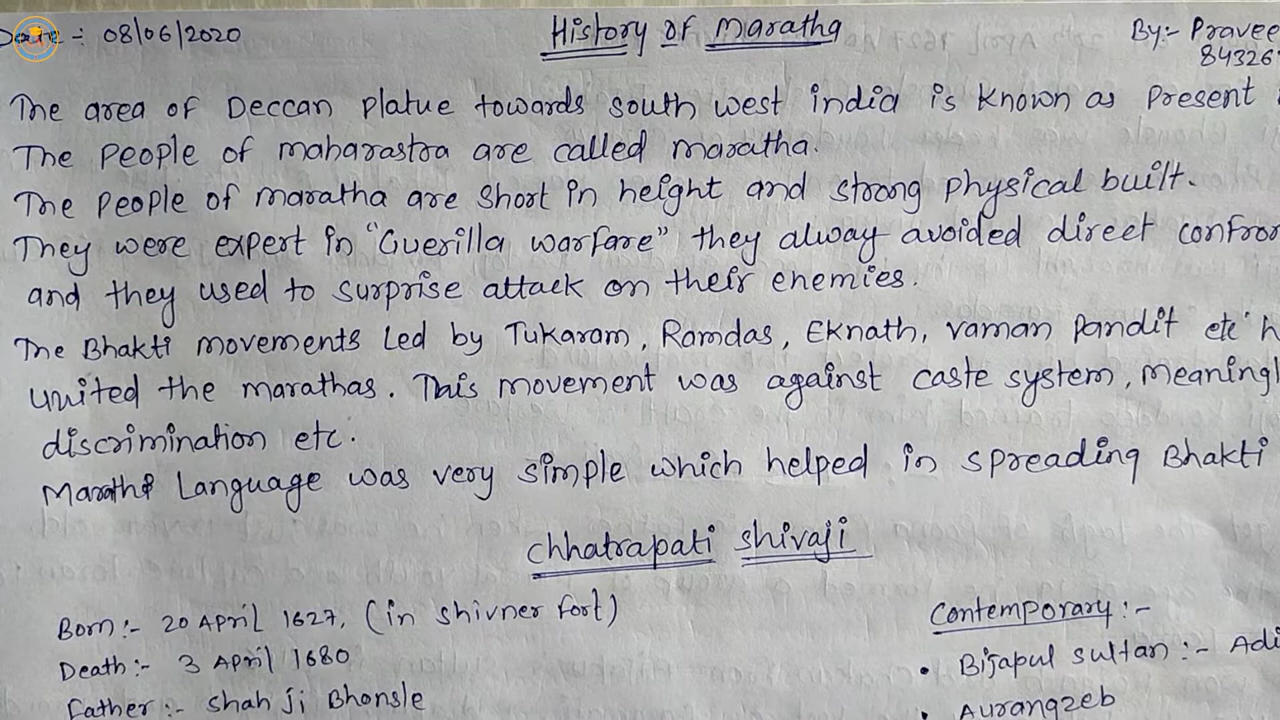 Date :- 08/06/2020
History of Maratha
By:- Pravee
84326
The area of Deccan Platue towards south west india is known as present
The people of maharastra are called maratha.
The people of maratha are short in height and strong physical built.
They were expert in "Guerilla warfare" they alway avoided direct confron
and they used to surprise attack on their enemies.
The Bhakti movements led by Tukaram, Ramdas, Eknath, vaman Pandit etc h
united the marathas. This movement was against caste system, meaningl
discrimination etc.
Marathi Language was very simple which helped in spreading Bhakti
chhatrapati shivaji
Born:- 20 April 1627, (in shivner fort)
Death:- 3 April 1680
Father:- shah ji Bhonsle
Contemporary:-
• Bijapul sultan:- Adi
• Aurangzeb